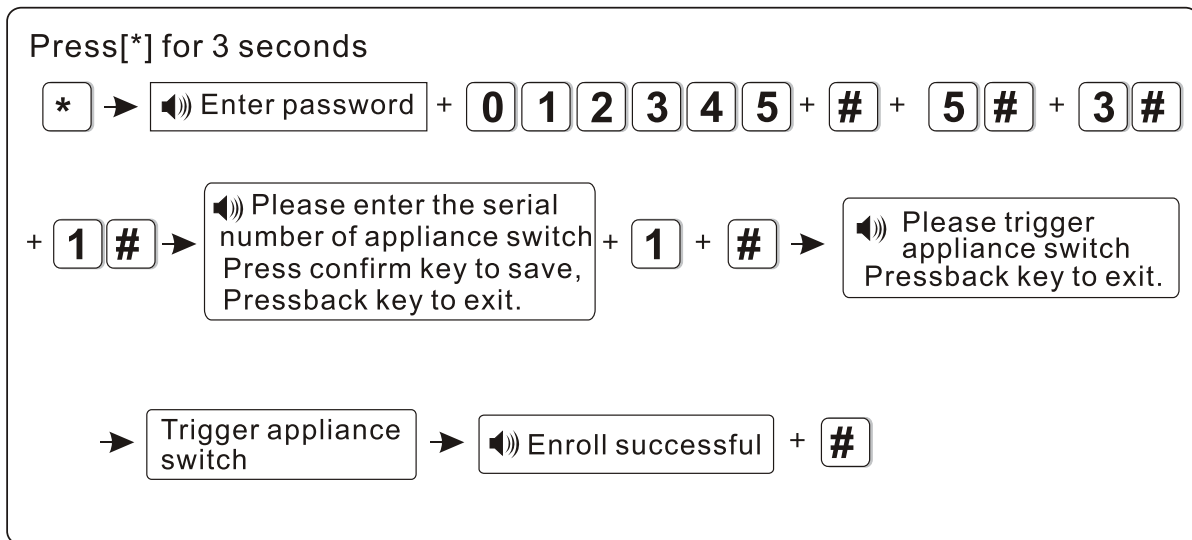 Press[*] for 3 seconds
* Enter password + 0 1 2 3 4 5 + # + 5 # + 3 #
+ 1 # Please enter the serial number of appliance switch Press confirm key to save, Pressback key to exit. + 1 + # Please trigger appliance switch Pressback key to exit.
Trigger appliance switch Enroll successful + #